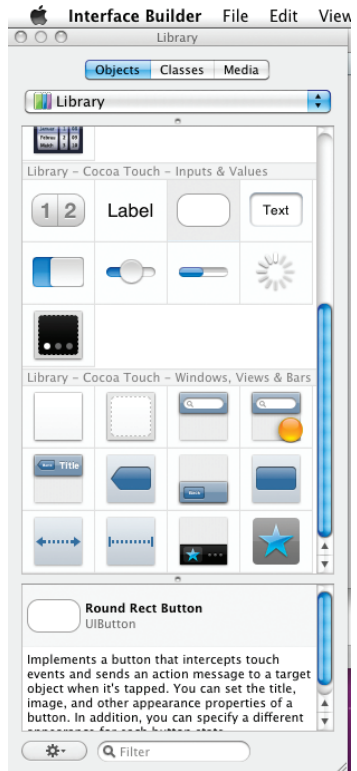 Interface Builder File Edit View
Library
Objects Classes Media
Library
Library – Cocoa Touch – Inputs & Values
1 2 Label Text
Library – Cocoa Touch – Windows, Views & Bars
Title
Round Rect Button
UIButton
Implements a button that intercepts touch
events and sends an action message to a target
object when it's tapped. You can set the title,
image, and other appearance properties of a
button. In addition, you can specify a different
Filter